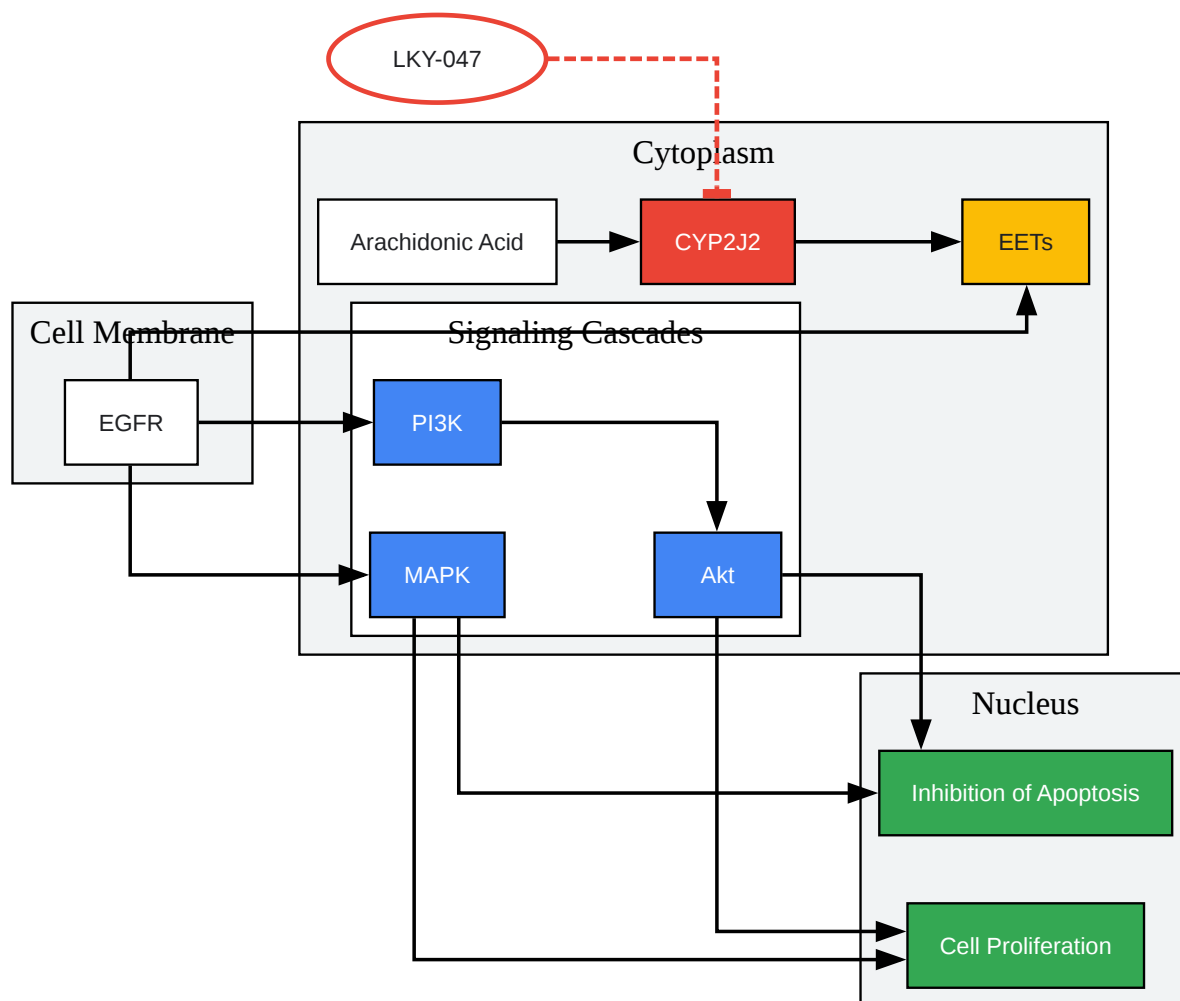 LKY-047
Cytoplasm
Arachidonic Acid
CYP2J2
EETs
Cell Membrane
Signaling Cascades
EGFR
PI3K
MAPK
Akt
Nucleus
Inhibition of Apoptosis
Cell Proliferation